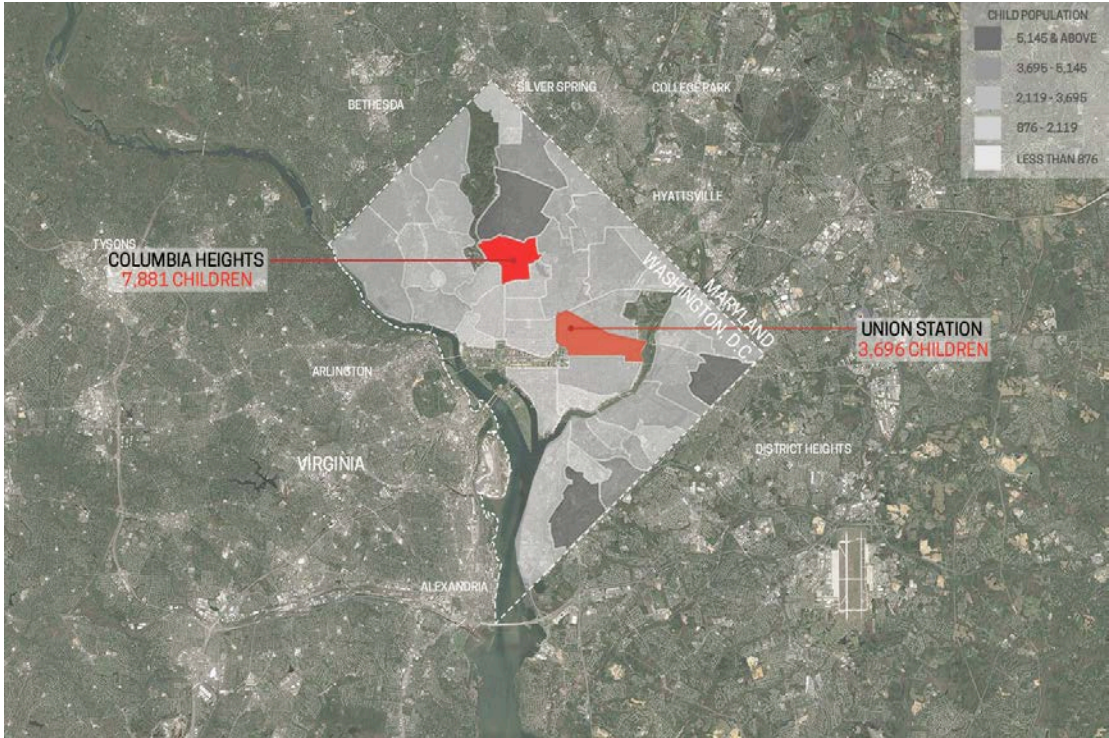 CHILD POPULATION
5,145 & ABOVE
3,695 - 5,145
2,119 - 3,695
876 - 2,119
LESS THAN 876
SILVER SPRING
COLLEGE PARK
BETHESDA
HYATTSVILLE
TYSONS
COLUMBIA HEIGHTS
7,881 CHILDREN
MARYLAND
WASHINGTON, D.C.
UNION STATION
3,696 CHILDREN
ARLINGTON
DISTRICT HEIGHTS
VIRGINIA
ALEXANDRIA